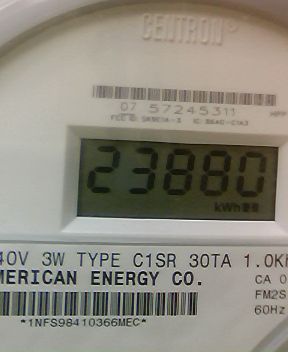 CENTRON®
07 57245311
23880
kWh
40V 3W TYPE C1SR 30TA 1.0K
MERICAN ENERGY CO.
CA 0
FM2S
60Hz
*1NFS98410366MEC*